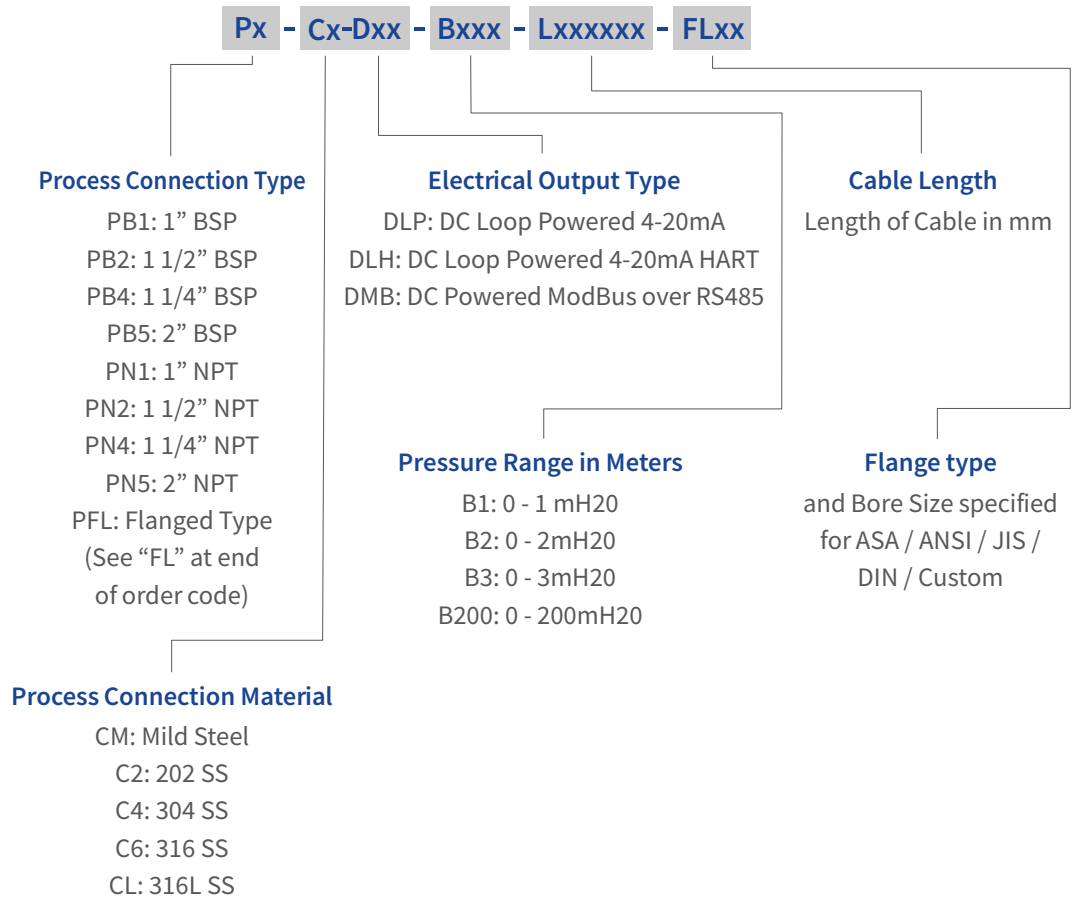 Px - Cx-Dxx - Bxxx - Lxxxxxx - FLxx
Process Connection Type
PB1: 1” BSP
PB2: 1 1/2” BSP
PB4: 1 1/4” BSP
PB5: 2” BSP
PN1: 1” NPT
PN2: 1 1/2” NPT
PN4: 1 1/4” NPT
PN5: 2” NPT
PFL: Flanged Type
(See “FL” at end
of order code)
Electrical Output Type
DLP: DC Loop Powered 4-20mA
DLH: DC Loop Powered 4-20mA HART
DMB: DC Powered ModBus over RS485
Cable Length
Length of Cable in mm
Pressure Range in Meters
B1: 0 - 1 mH20
B2: 0 - 2mH20
B3: 0 - 3mH20
B200: 0 - 200mH20
Flange type
and Bore Size specified
for ASA / ANSI / JIS /
DIN / Custom
Process Connection Material
CM: Mild Steel
C2: 202 SS
C4: 304 SS
C6: 316 SS
CL: 316L SS